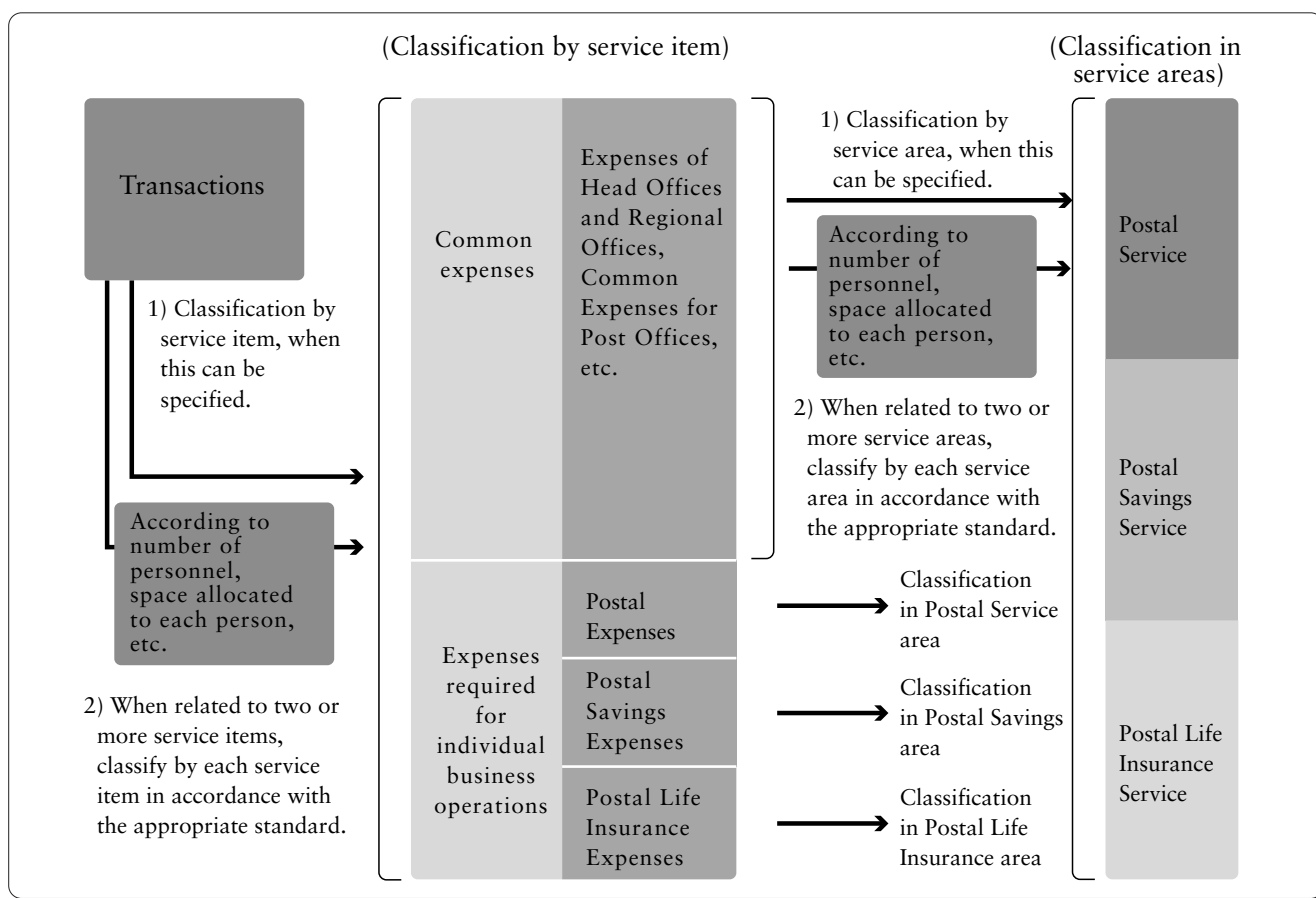 (Classification by service item)
(Classification in
service areas)
Transactions
1) Classification by
service item, when
this can be
specified.
According to
number of
personnel,
space allocated
to each person,
etc.
2) When related to two or
more service items,
classify by each service
item in accordance with
the appropriate standard.
Common
expenses
Expenses of
Head Offices
and Regional
Offices,
Common
Expenses for
Post Offices,
etc.
Expenses
required
for
individual
business
operations
Postal
Expenses
Postal
Savings
Expenses
Postal Life
Insurance
Expenses
1) Classification by
service area, when this
can be specified.
According to
number of
personnel,
space allocated
to each person,
etc.
2) When related to two or
more service areas,
classify by each service
area in accordance with
the appropriate standard.
Classification
in Postal Service
area
Classification
in Postal Savings
area
Classification
in Postal Life
Insurance area
Postal
Service
Postal
Savings
Service
Postal Life
Insurance
Service